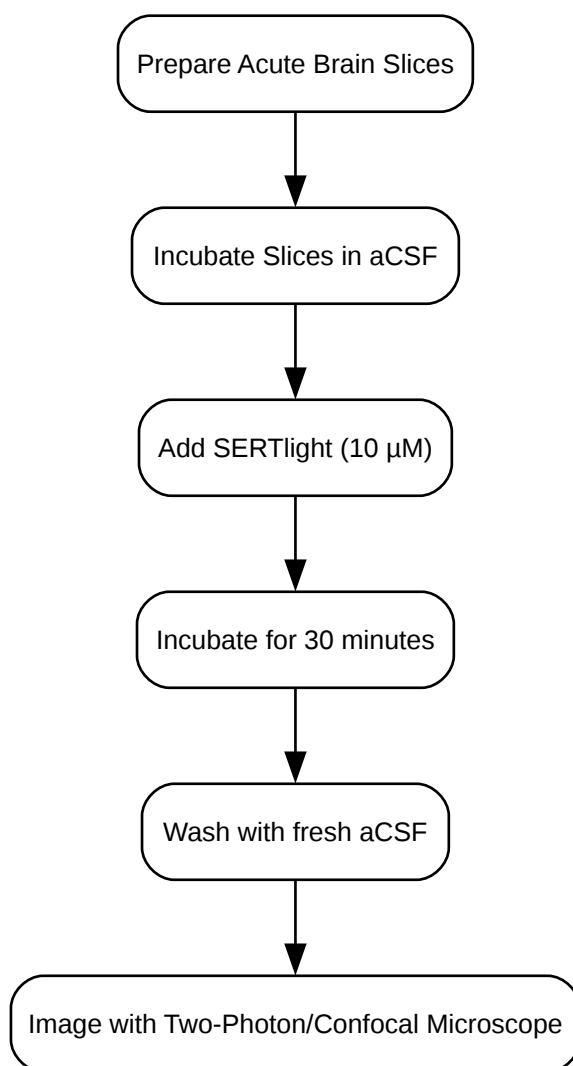 Prepare Acute Brain Slices
Incubate Slices in aCSF
Add SERTlight (10 µM)
Incubate for 30 minutes
Wash with fresh aCSF
Image with Two-Photon/Confocal Microscope